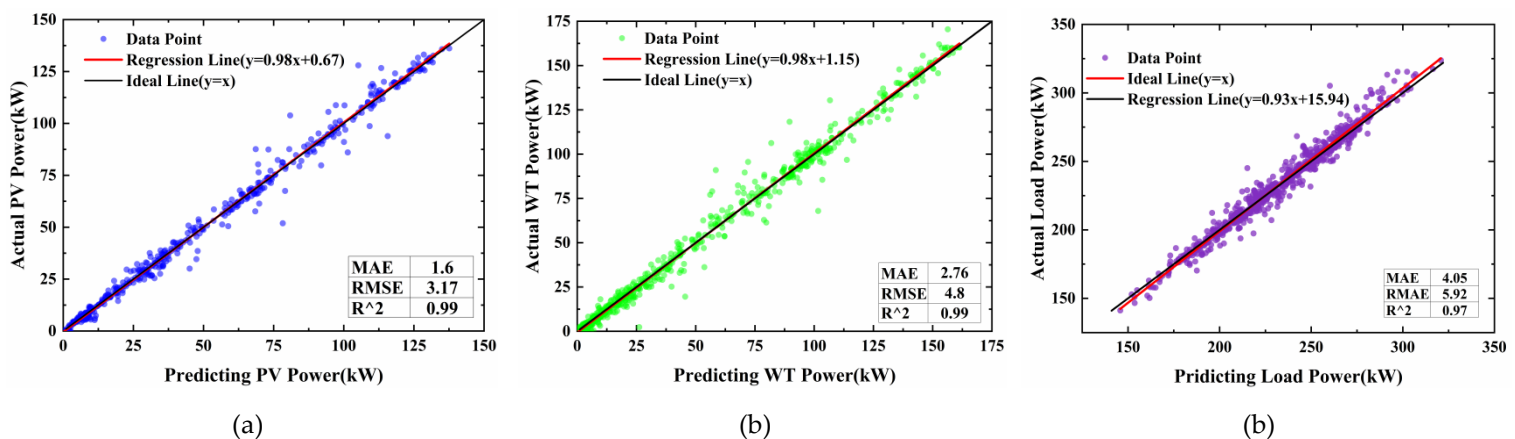 150
125
100
75
50
25
0
0
25
50
75
100
125
150
Actual PV Power(kW)
Predicting PV Power(kW)
Data Point
Regression Line(y=0.98x+0.67)
Ideal Line(y=x)
MAE 1.6
RMSE 3.17
R^2 0.99
(a)
175
150
125
100
75
50
25
0
0
25
50
75
100
125
150
175
Actual WT Power(kW)
Predicting WT Power(kW)
Data Point
Regression Line(y=0.98x+1.15)
Ideal Line(y=x)
MAE 2.76
RMSE 4.8
R^2 0.99
(b)
350
300
250
200
150
150
200
250
300
350
Actual Load Power(kW)
Pridicting Load Power(kW)
Data Point
Ideal Line(y=x)
Regression Line(y=0.93x+15.94)
MAE 4.05
RMAE 5.92
R^2 0.97
(b)